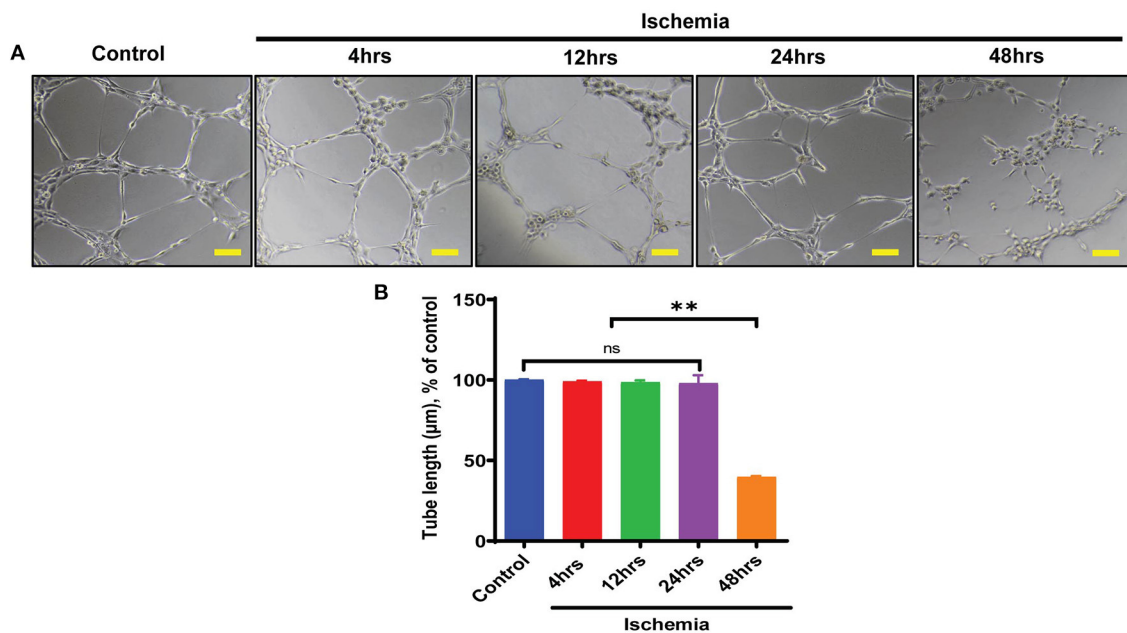 Ischemia
A
Control
4hrs
12hrs
24hrs
48hrs
B
Tube length (μm), % of control
150
100
50
0
**
ns
Control
4hrs
12hrs
24hrs
48hrs
Ischemia